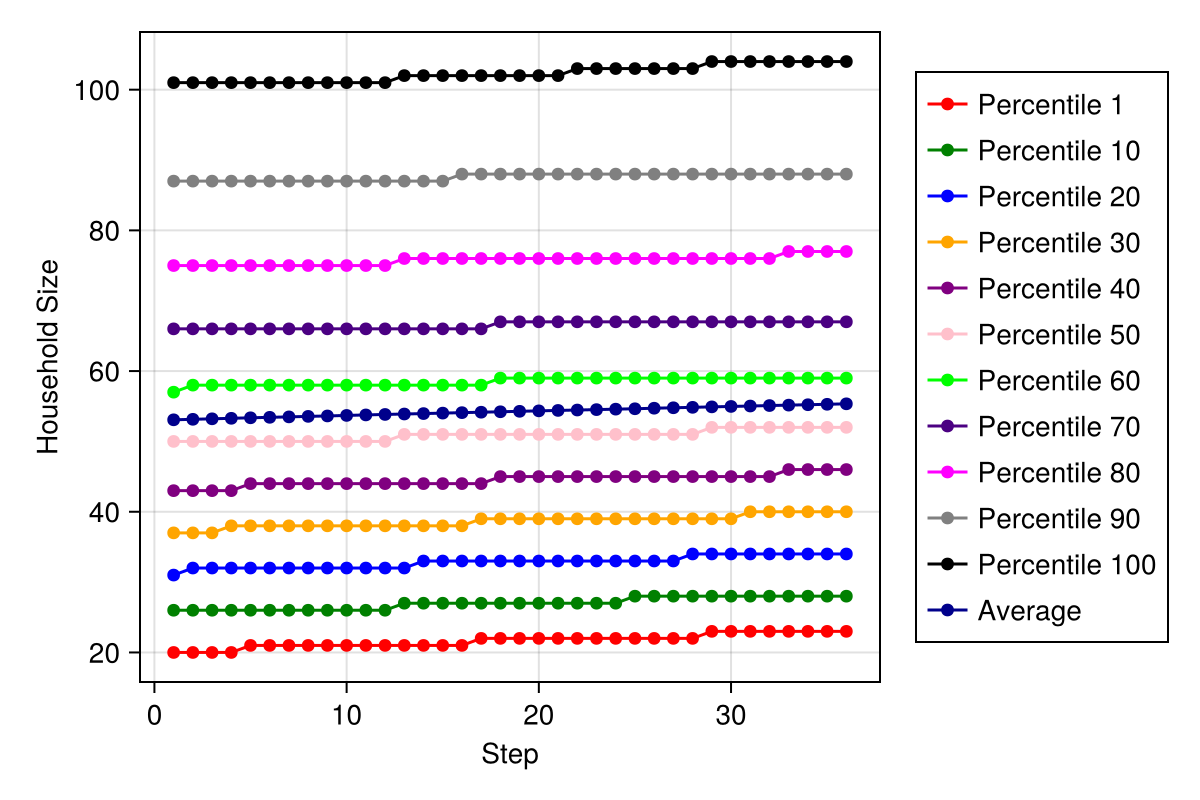 100
80
60
40
20
Household Size
0 10 20 30
Step
Percentile 1
Percentile 10
Percentile 20
Percentile 30
Percentile 40
Percentile 50
Percentile 60
Percentile 70
Percentile 80
Percentile 90
Percentile 100
Average